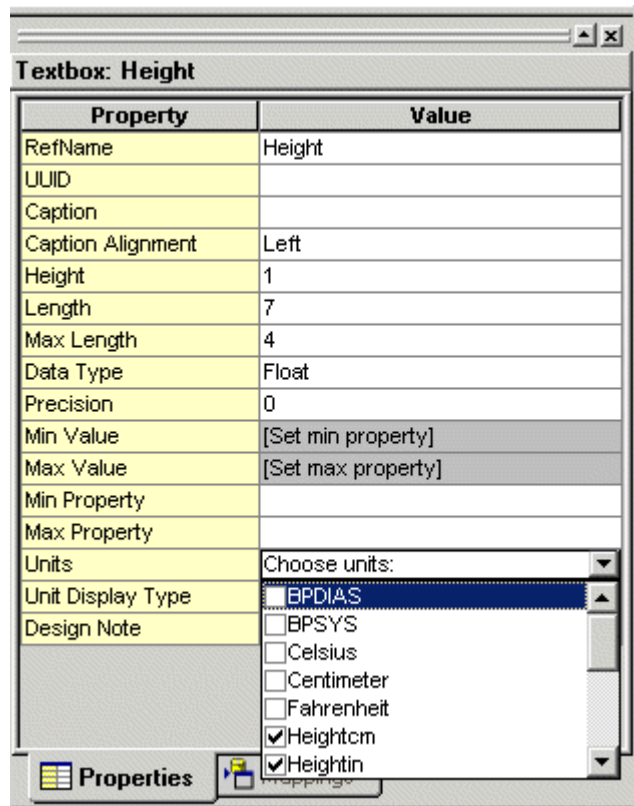 Textbox: Height
Property Value
RefName Height
UUID
Caption
Caption Alignment Left
Height 1
Length 7
Max Length 4
Data Type Float
Precision 0
Min Value [Set min property]
Max Value [Set max property]
Min Property
Max Property
Units Choose units:
Unit Display Type BPDIAS
Design Note BPSYS
Celsius
Centimeter
Fahrenheit
Heightcm
Heightin
Properties Mappings